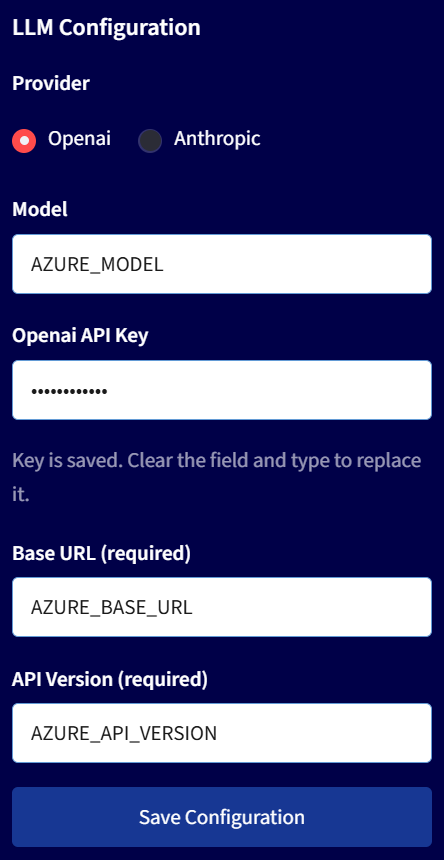 LLM Configuration
Provider
Openai
Anthropic
Model
AZURE_MODEL
Openai API Key
••••••••••••
Key is saved. Clear the field and type to replace
it.
Base URL (required)
AZURE_BASE_URL
API Version (required)
AZURE_API_VERSION
Save Configuration